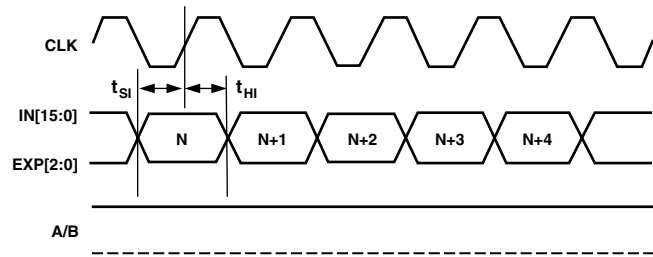 CLK
tSI
tHI
IN[15:0]
N
N+1
N+2
N+3
N+4
EXP[2:0]
A/B